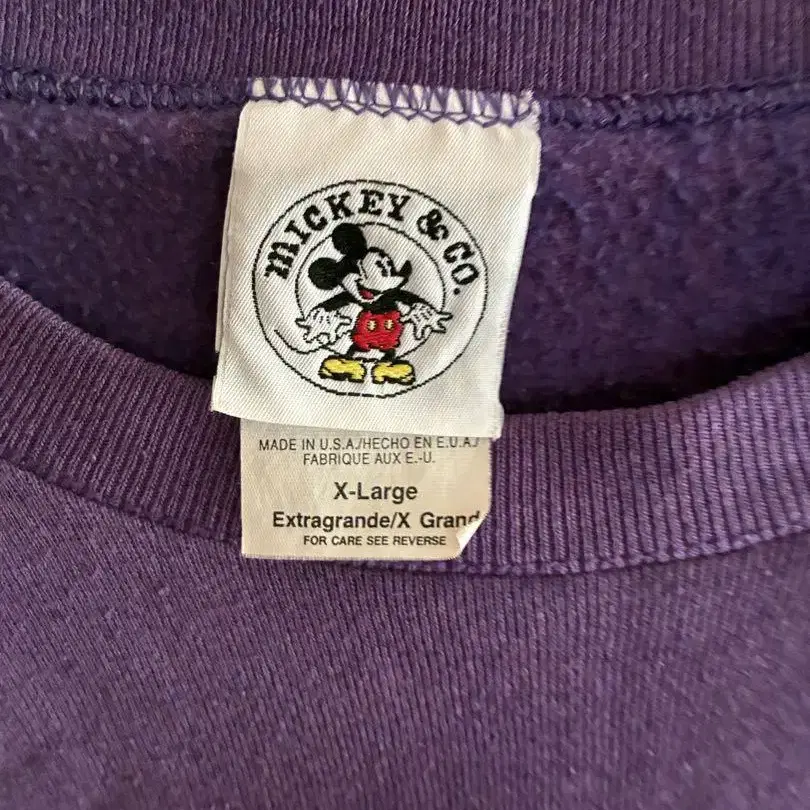 MICKEY & CO.
MADE IN U.S.A./HECHO EN E.U.A./
FABRIQUE AUX E.-U.
X-Large
Extragrande/X Grand
FOR CARE SEE REVERSE